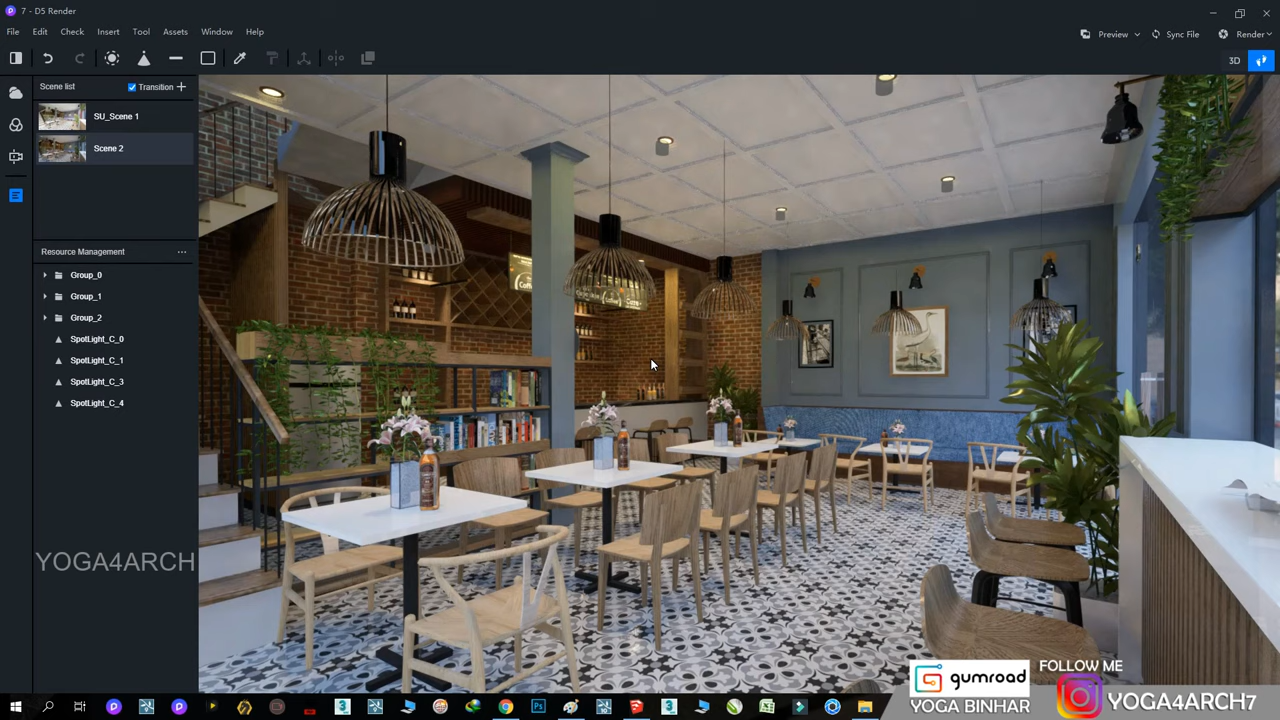 7 - D5 Render
File Edit Check Insert Tool Assets Window Help
Preview Sync File Render
3D
Scene list Transition
SU_Scene 1
Scene 2
Resource Management ...
Group_0
Group_1
Group_2
SpotLight_C_0
SpotLight_C_1
SpotLight_C_3
SpotLight_C_4
YOGA4ARCH
gumroad
YOGA BINHAR
FOLLOW ME
YOGA4ARCH7